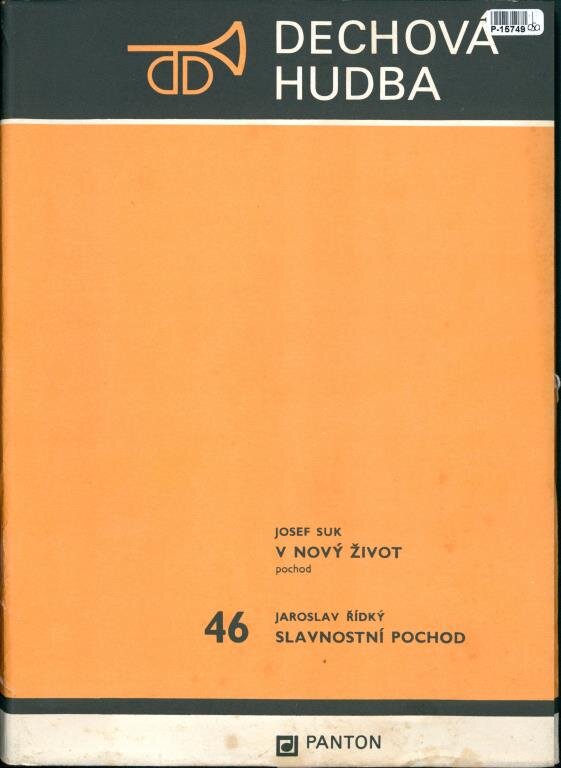 DECHOVÁ
HUDBA
P-15749
JOSEF SUK
V NOVÝ ŽIVOT
pochod
46
JAROSLAV ŘÍDKÝ
SLAVNOSTNÍ POCHOD
PANTON